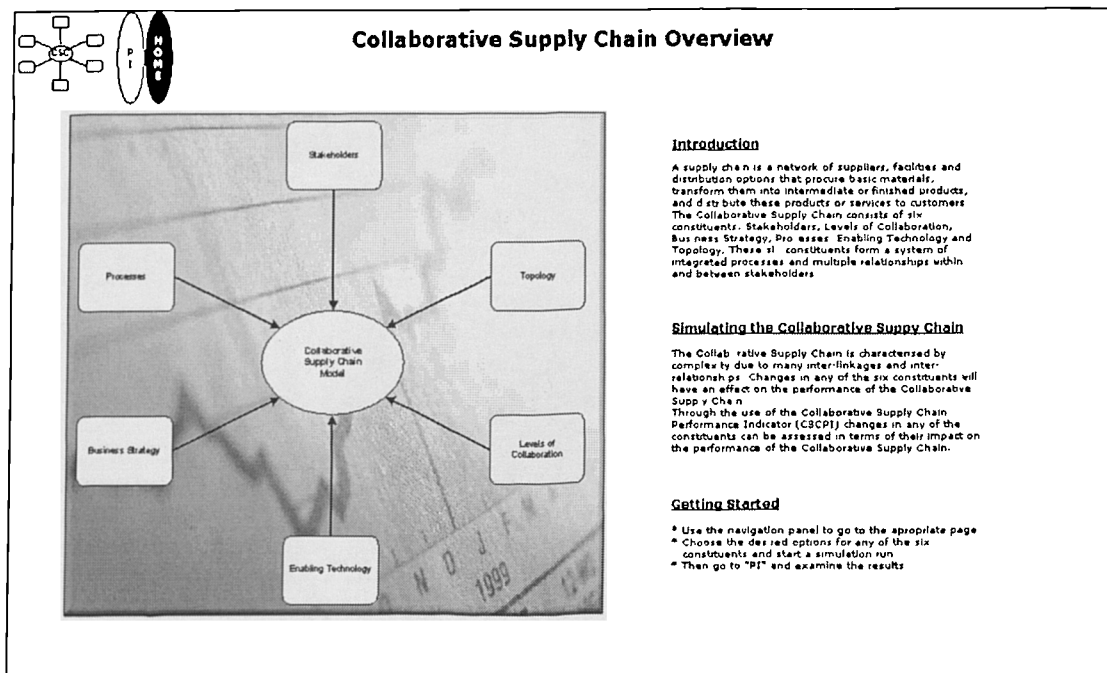 CSC
P
I
HOME
Collaborative Supply Chain Overview
Stakeholders
Processes
Topology
Collaborative
Supply Chain
Model
Business Strategy
Levels of
Collaboration
Enabling Technology
N D J F M
1999
12
Introduction
A supply chain is a network of suppliers, facilities and
distribution options that procure basic materials,
transform them into intermediate or finished products,
and distribute these products or services to customers
The Collaborative Supply Chain consists of six
constituents. Stakeholders, Levels of Collaboration,
Business Strategy, Pro esses Enabling Technology and
Topology. These si constituents form a system of
integrated processes and multiple relationships within
and between stakeholders
Simulating the Collaborative Suppy Chain
The Collab rative Supply Chain is characterised by
complexity due to many inter-linkages and inter-
relationships Changes in any of the six constituents will
have an effect on the performance of the Collaborative
Supp y Chain
Through the use of the Collaborative Supply Chain
Performance Indicator (CSCPI) changes in any of the
constituents can be assessed in terms of their impact on
the performance of the Collaborative Supply Chain.
Getting Started
* Use the navigation panel to go to the apropriate page
* Choose the desired options for any of the six
constituents and start a simulation run
* Then go to "PI" and examine the results